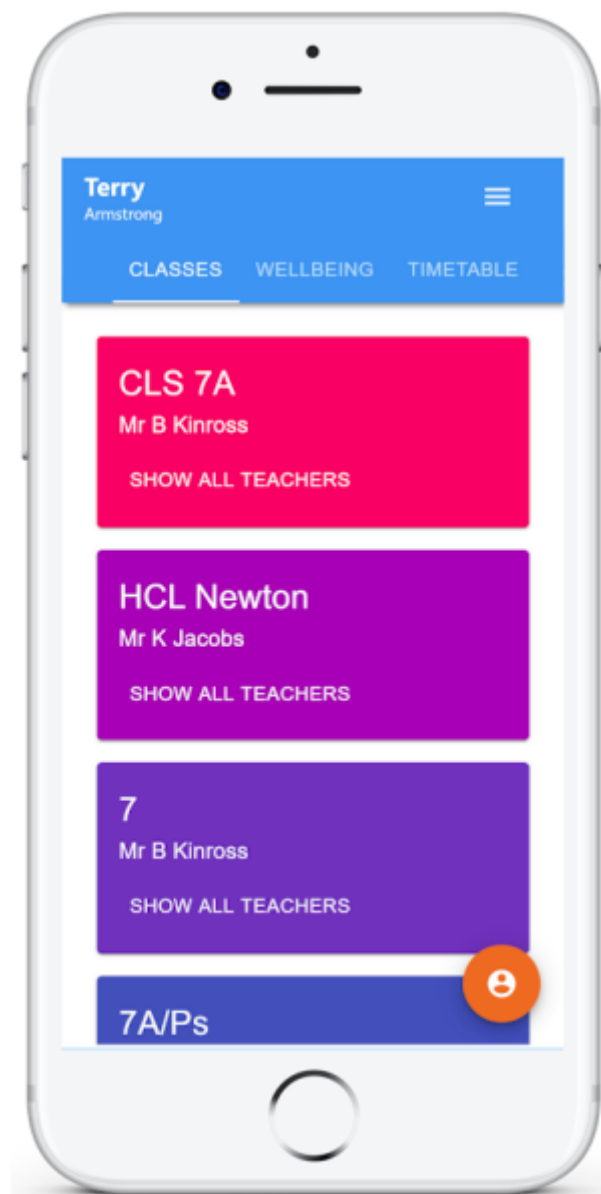 Terry
Armstrong
CLASSES WELLBEING TIMETABLE
CLS 7A
Mr B Kinross
SHOW ALL TEACHERS
HCL Newton
Mr K Jacobs
SHOW ALL TEACHERS
7
Mr B Kinross
SHOW ALL TEACHERS
7A/Ps